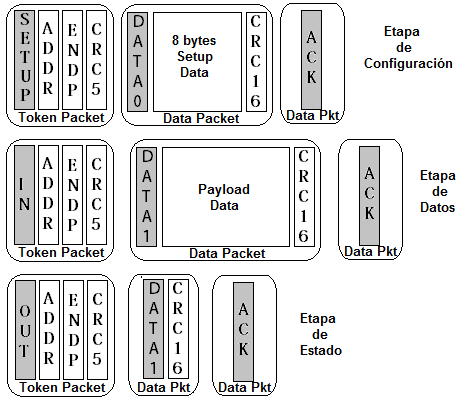 SETUP
ADDR
ENDP
CRC5
Token Packet
DATA0
8 bytes
Setup
Data
CRC16
Data Packet
ACK
Data Pkt
Etapa
de
Configuración
IN
ADDR
ENDP
CRC5
Token Packet
DATA1
Payload
Data
CRC16
Data Packet
ACK
Data Pkt
Etapa
de
Datos
OUT
ADDR
ENDP
CRC5
Token Packet
DATA1
CRC16
Data Pkt
ACK
Data Pkt
Etapa
de
Estado